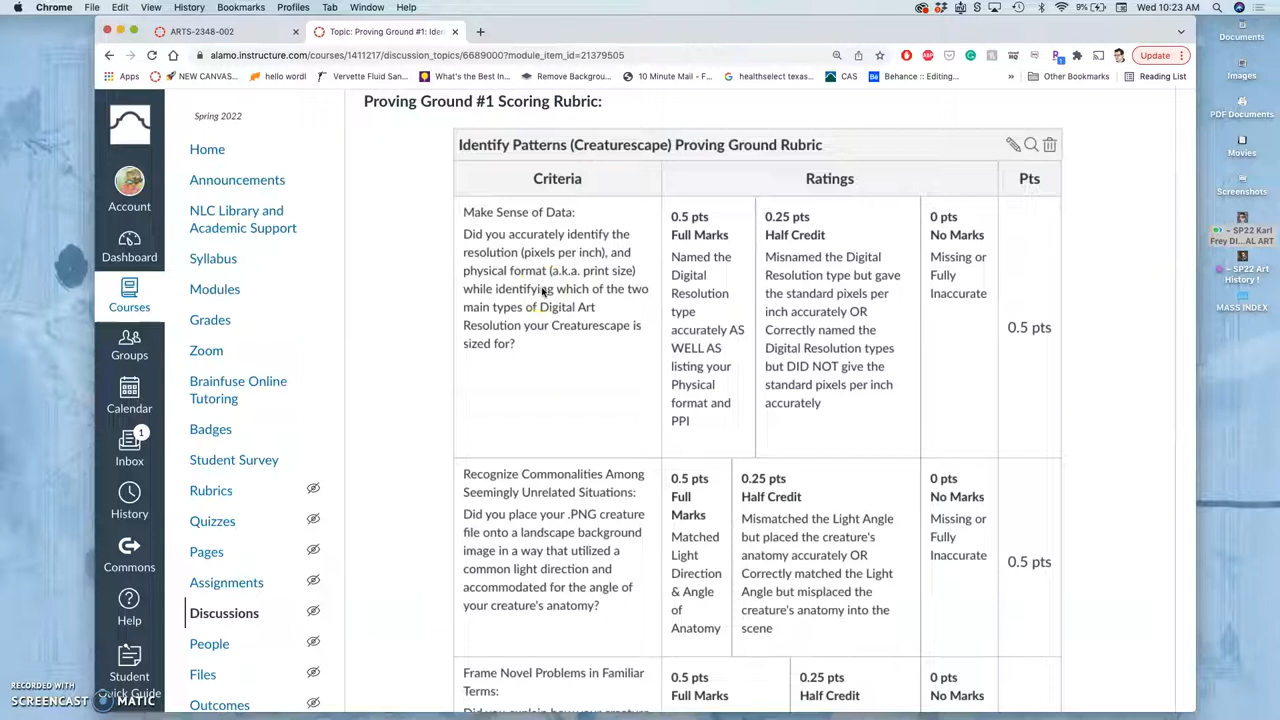 Chrome File Edit View History Bookmarks Profiles Tab Window Help 9% Wed 10:23 AM
ARTS-2348-002 Topic: Proving Ground #1: Iden
alamo.instructure.com/courses/1411217/discussion_topics/6689000?module_item_id=21379505 Update
Apps NEW CANVAS... hello wordl Vervette Fluid San... What's the Best In... Remove Backgrou... 10 Minute Mail - F... healthselect texas... CAS Behance :: Editing... » Other Bookmarks Reading List
Documents
Images
PDF Documents
Movies
Screenshots
~ SP22 Karl
Frey DI...AL ART
~ SP22 Art
History I
MASS INDEX
Account
Dashboard
Courses
Groups
Calendar
1
Inbox
History
Commons
Help
Student
Quick Guide
Spring 2022
Home
Announcements
NLC Library and
Academic Support
Syllabus
Modules
Grades
Zoom
Brainfuse Online
Tutoring
Badges
Student Survey
Rubrics
Quizzes
Pages
Assignments
Discussions
People
Files
Outcomes
Proving Ground #1 Scoring Rubric:
Identify Patterns (Creaturescape) Proving Ground Rubric
Criteria Ratings Pts
Make Sense of Data:
Did you accurately identify the
resolution (pixels per inch), and
physical format (a.k.a. print size)
while identifying which of the two
main types of Digital Art
Resolution your Creaturescape is
sized for?
0.5 pts
Full Marks
Named the
Digital
Resolution
type
accurately AS
WELL AS
listing your
Physical
format and
PPI
0.25 pts
Half Credit
Misnamed the Digital
Resolution type but gave
the standard pixels per
inch accurately OR
Correctly named the
Digital Resolution types
but DID NOT give the
standard pixels per inch
accurately
0 pts
No Marks
Missing or
Fully
Inaccurate
0.5 pts
Recognize Commonalities Among
Seemingly Unrelated Situations:
Did you place your .PNG creature
file onto a landscape background
image in a way that utilized a
common light direction and
accommodated for the angle of
your creature's anatomy?
0.5 pts
Full
Marks
Matched
Light
Direction
& Angle
of
Anatomy
0.25 pts
Half Credit
Mismatched the Light Angle
but placed the creature's
anatomy accurately OR
Correctly matched the Light
Angle but misplaced the
creature's anatomy into the
scene
0 pts
No Marks
Missing or
Fully
Inaccurate
0.5 pts
Frame Novel Problems in Familiar
Terms:
0.5 pts
Full Marks
0.25 pts
Half Credit
0 pts
No Marks
RECORDED WITH
SCREENCAST MATIC